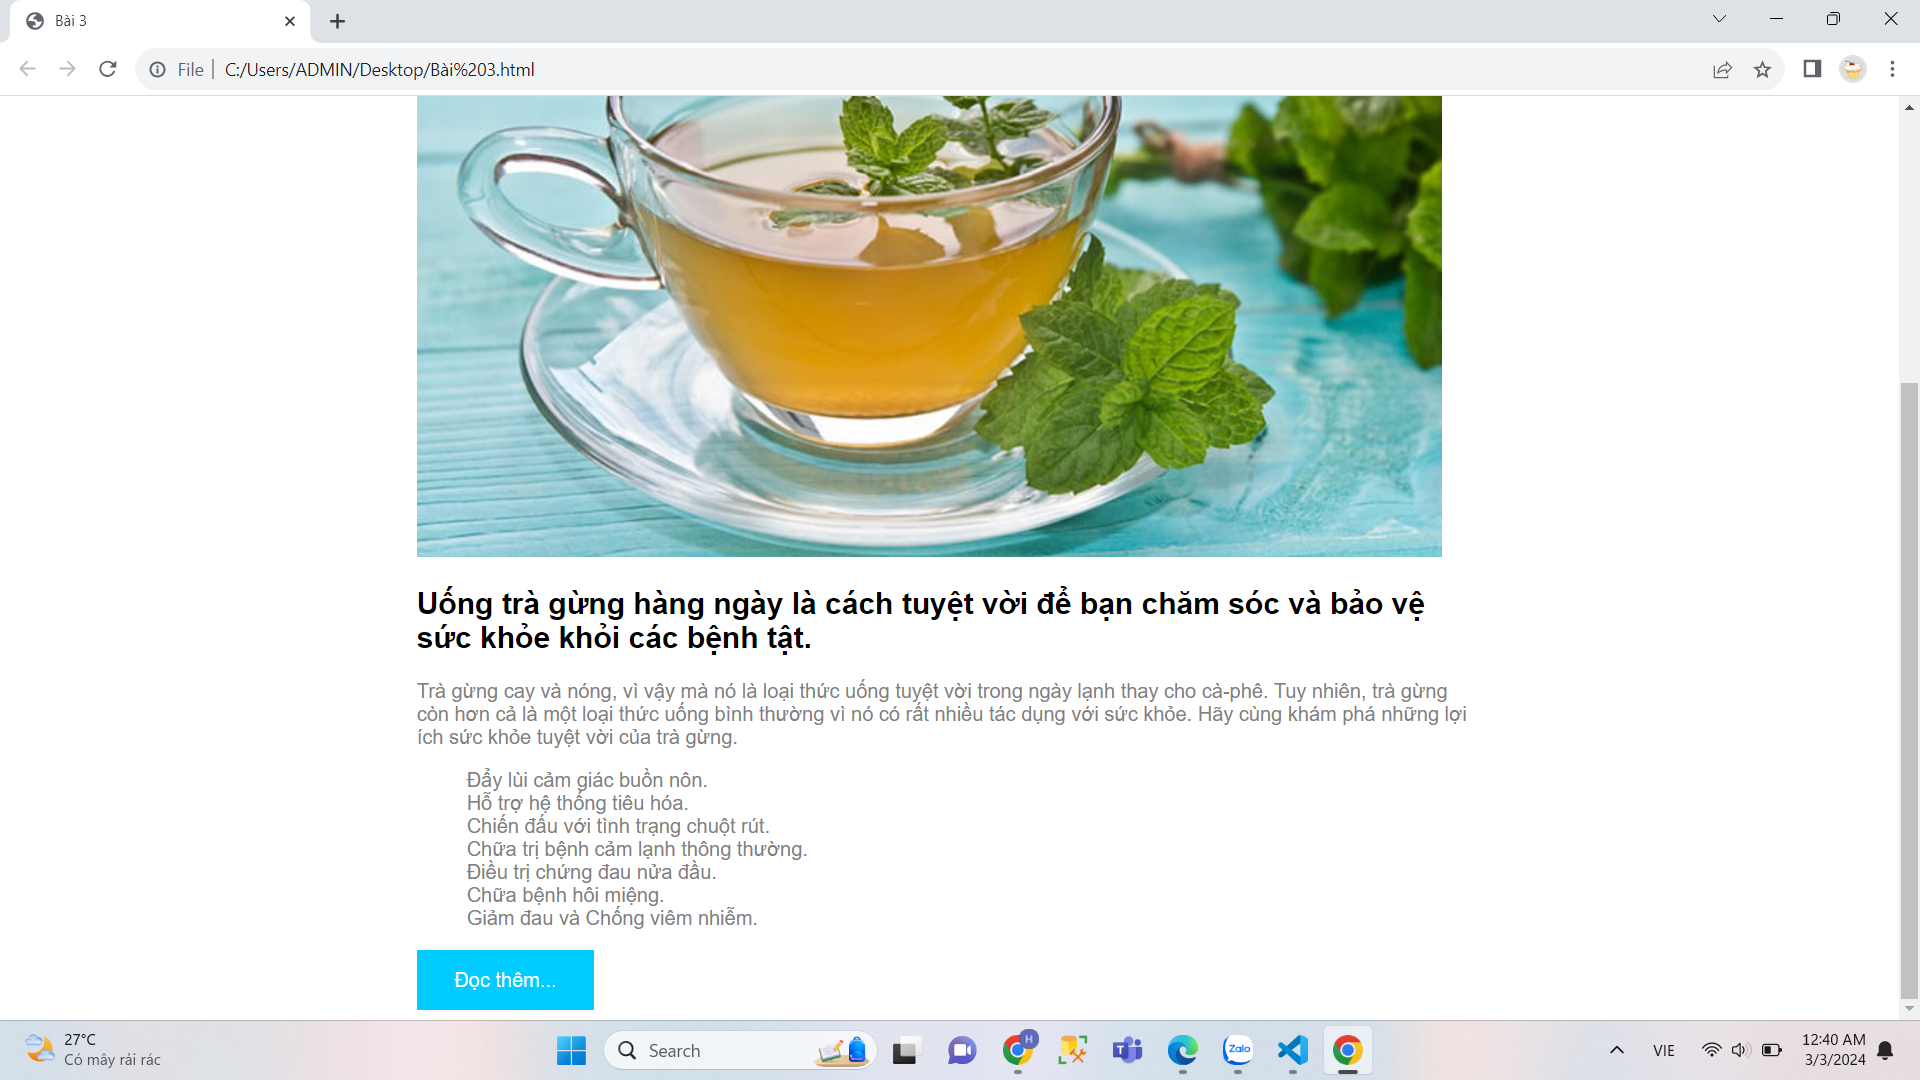 Bài 3
File
C:/Users/ADMIN/Desktop/Bài%203.html
Uống trà gừng hàng ngày là cách tuyệt vời để bạn chăm sóc và bảo vệ
sức khỏe khỏi các bệnh tật.
Trà gừng cay và nóng, vì vậy mà nó là loại thức uống tuyệt vời trong ngày lạnh thay cho cà-phê. Tuy nhiên, trà gừng
còn hơn cả là một loại thức uống bình thường vì nó có rất nhiều tác dụng với sức khỏe. Hãy cùng khám phá những lợi
ích sức khỏe tuyệt vời của trà gừng.
Đẩy lùi cảm giác buồn nôn.
Hỗ trợ hệ thống tiêu hóa.
Chiến đấu với tình trạng chuột rút.
Chữa trị bệnh cảm lạnh thông thường.
Điều trị chứng đau nửa đầu.
Chữa bệnh hôi miệng.
Giảm đau và Chống viêm nhiễm.
Đọc thêm...
27°C
Có mây rải rác
Search
H
T
Zalo
VIE
12:40 AM
3/3/2024